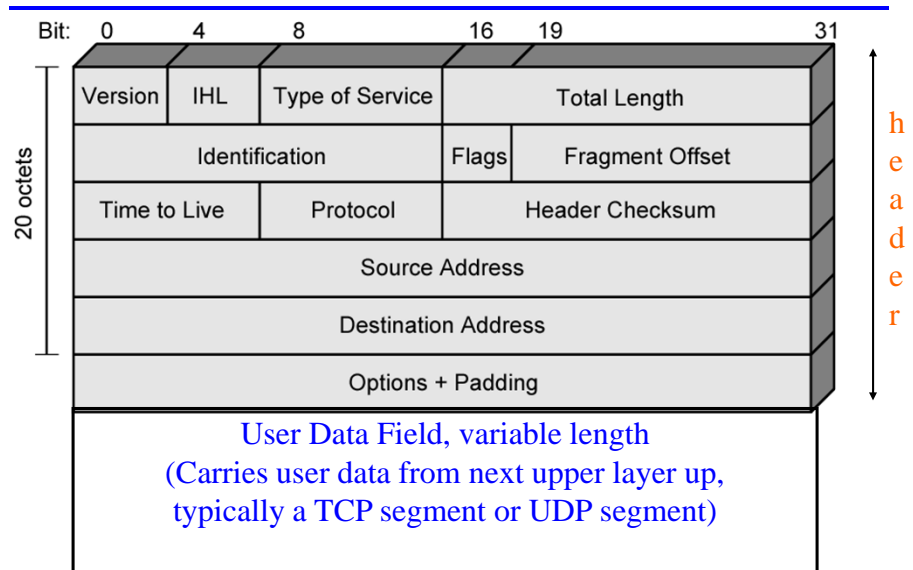 Bit: 0 4 8 16 19 31
Version IHL Type of Service Total Length
Identification Flags Fragment Offset
Time to Live Protocol Header Checksum
Source Address
Destination Address
Options + Padding
20 octets
header
User Data Field, variable length
(Carries user data from next upper layer up,
typically a TCP segment or UDP segment)